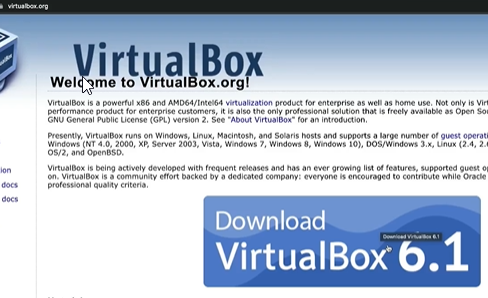 virtualbox.org
VirtualBox
Welcome to VirtualBox.org!
VirtualBox is a powerful x86 and AMD64/Intel64 virtualization product for enterprise as well as home use. Not only is Virt
performance product for enterprise customers, it is also the only professional solution that is freely available as Open So
GNU General Public License (GPL) version 2. See "About VirtualBox" for an introduction.
Presently, VirtualBox runs on Windows, Linux, Macintosh, and Solaris hosts and supports a large number of guest operati
Windows (NT 4.0, 2000, XP, Server 2003, Vista, Windows 7, Windows 8, Windows 10), DOS/Windows 3.x, Linux (2.4, 2.6
OS/2, and OpenBSD.
VirtualBox is being actively developed with frequent releases and has an ever growing list of features, supported guest op
on. VirtualBox is a community effort backed by a dedicated company: everyone is encouraged to contribute while Oracle
professional quality criteria.
ion
docs
docs
Download
VirtualBox 6.1
Download VirtualBox 6.1